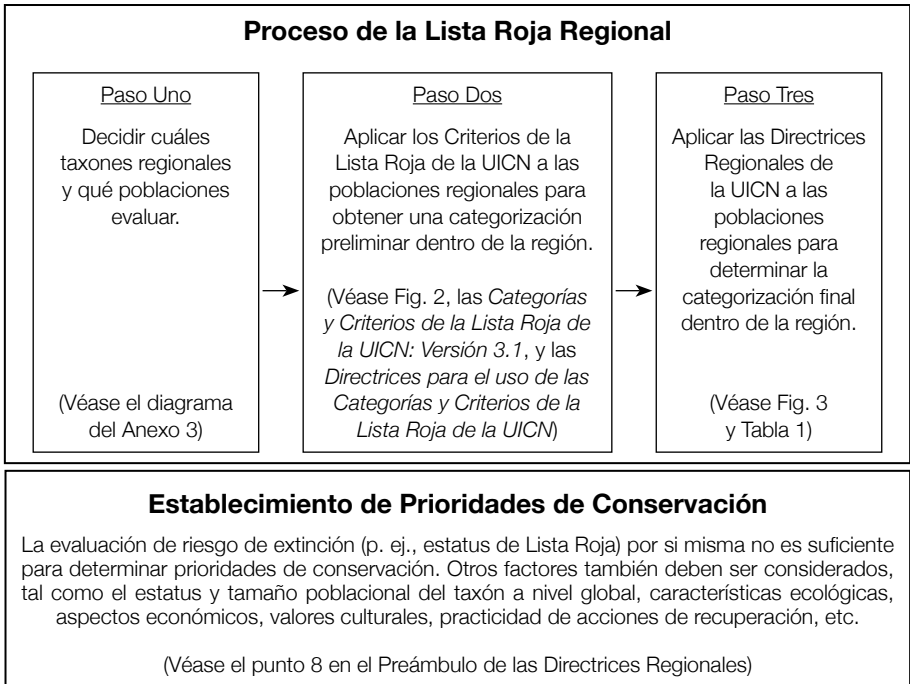 Proceso de la Lista Roja Regional
Paso Uno
Decidir cuáles
taxones regionales
y qué poblaciones
evaluar.
(Véase el diagrama
del Anexo 3)
Paso Dos
Aplicar los Criterios de la
Lista Roja de la UICN a las
poblaciones regionales para
obtener una categorización
preliminar dentro de la región.
(Véase Fig. 2, las Categorías
y Criterios de la Lista Roja de
la UICN: Versión 3.1, y las
Directrices para el uso de las
Categorías y Criterios de la
Lista Roja de la UICN)
Paso Tres
Aplicar las Directrices
Regionales de
la UICN a las
poblaciones
regionales para
determinar la
categorización final
dentro de la región.
(Véase Fig. 3
y Tabla 1)
Establecimiento de Prioridades de Conservación
La evaluación de riesgo de extinción (p. ej., estatus de Lista Roja) por si misma no es suficiente
para determinar prioridades de conservación. Otros factores también deben ser considerados,
tal como el estatus y tamaño poblacional del taxón a nivel global, características ecológicas,
aspectos económicos, valores culturales, practicidad de acciones de recuperación, etc.
(Véase el punto 8 en el Preámbulo de las Directrices Regionales)